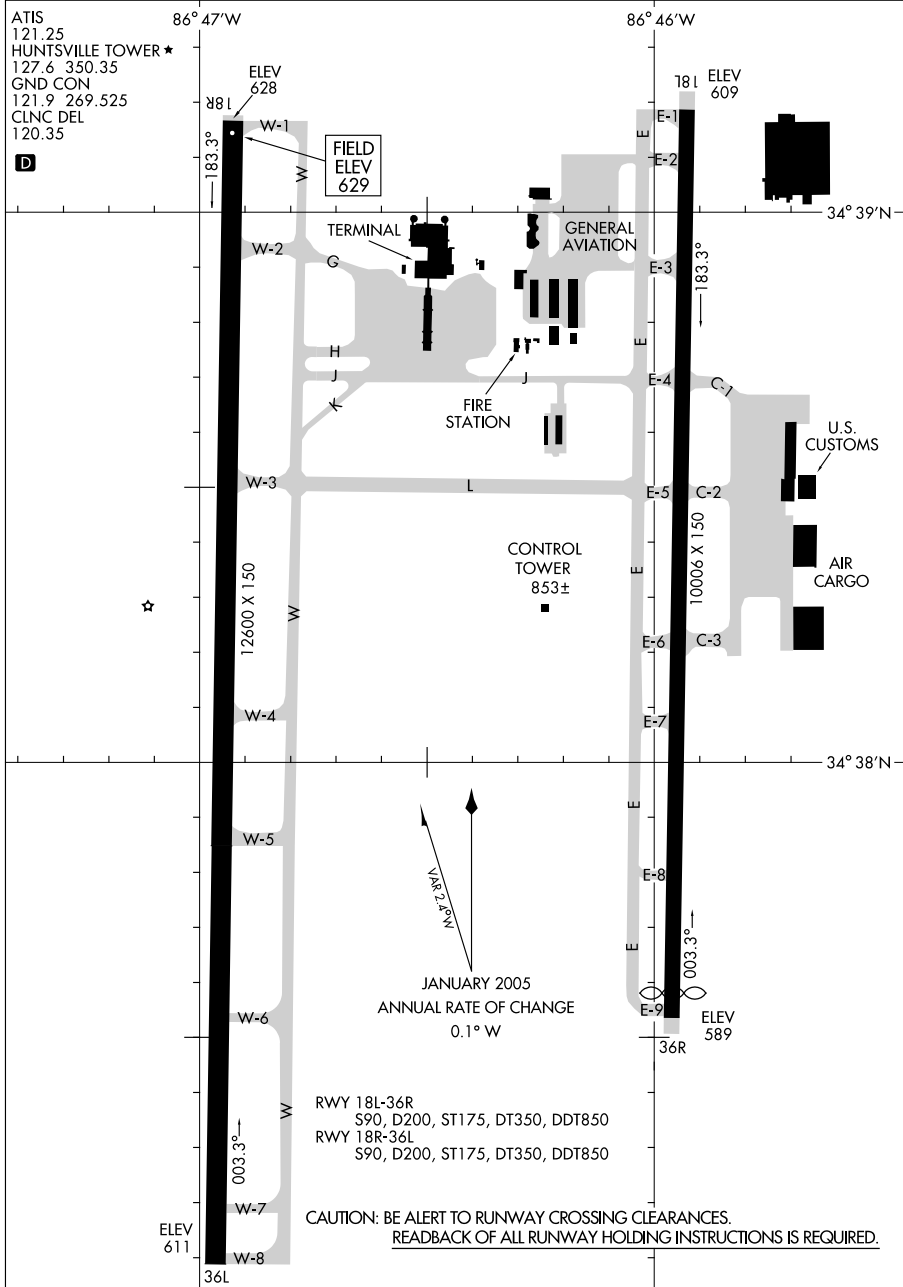 ATIS
121.25
HUNTSVILLE TOWER ★
127.6 350.35
GND CON
121.9 269.525
CLNC DEL
120.35
D
86°47'W
86°46'W
ELEV
628
18R
183.3°
W-1
W
FIELD
ELEV
629
18L
ELEV
609
E-1
E
E-2
34°39'N
TERMINAL
GENERAL
AVIATION
W-2
G
E-3
183.3°
H
J
K
J
E
E-4
C-1
FIRE
STATION
U.S.
CUSTOMS
W-3
L
E-5
C-2
12600 X 150
10006 X 150
CONTROL
TOWER
853±
E
AIR
CARGO
W
E-6
C-3
W-4
E-7
34°38'N
E
W-5
VAR 2.4°W
E-8
E
003.3°
JANUARY 2005
ANNUAL RATE OF CHANGE
0.1° W
W-6
E-9
ELEV
589
36R
W
003.3°
RWY 18L-36R
S90, D200, ST175, DT350, DDT850
RWY 18R-36L
S90, D200, ST175, DT350, DDT850
W-7
CAUTION: BE ALERT TO RUNWAY CROSSING CLEARANCES.
READBACK OF ALL RUNWAY HOLDING INSTRUCTIONS IS REQUIRED.
ELEV
611
W-8
36L